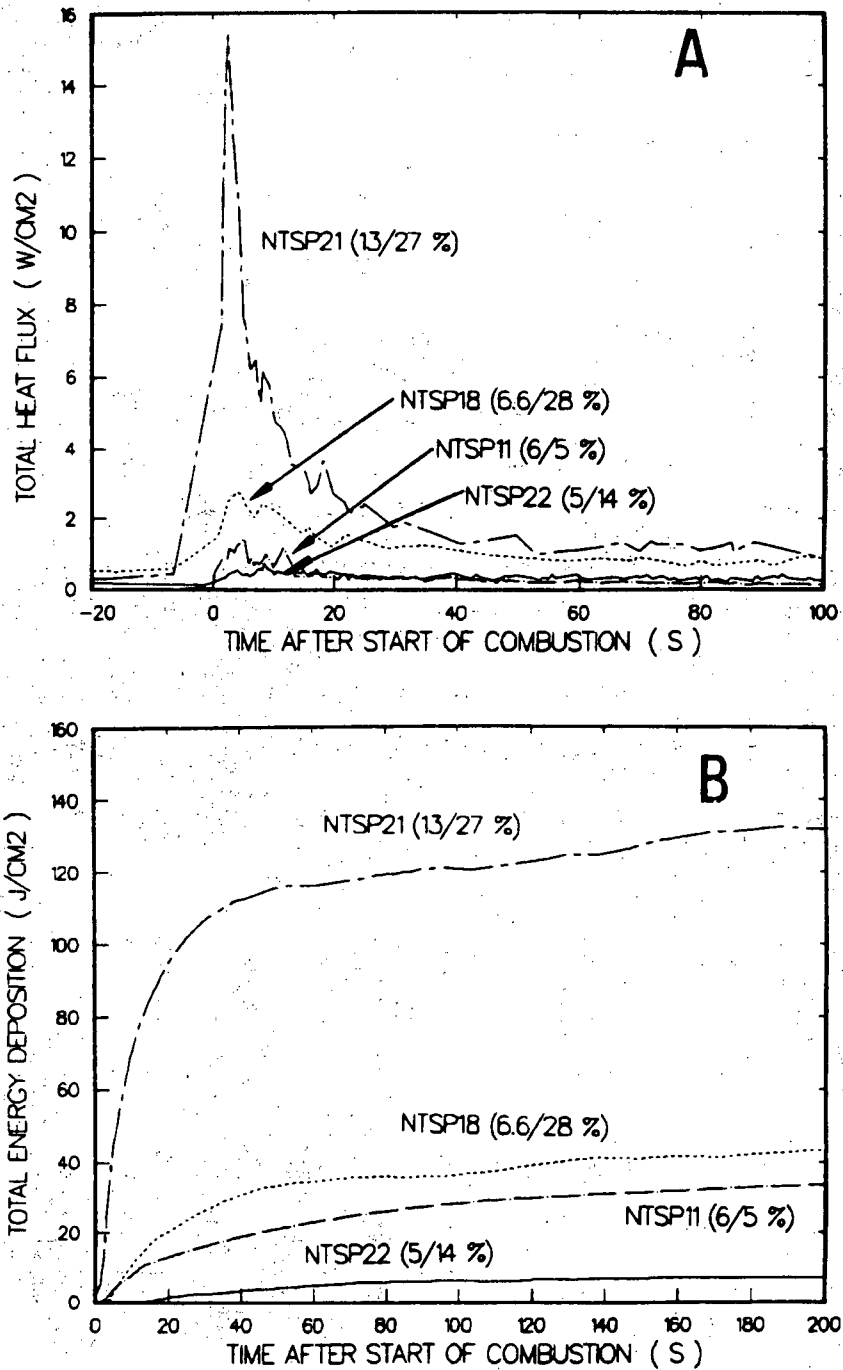 A
16
14
12
10
8
6
4
2
0
TOTAL HEAT FLUX ( W/CM2 )
NTSP21 (13/27 %)
NTSP18 (6.6/28 %)
NTSP11 (6/5 %)
NTSP22 (5/14 %)
-20 0 20 40 60 80 100
TIME AFTER START OF COMBUSTION ( S )
B
160
140
120
100
80
60
40
20
0
TOTAL ENERGY DEPOSITION ( J/CM2 )
NTSP21 (13/27 %)
NTSP18 (6.6/28 %)
NTSP11 (6/5 %)
NTSP22 (5/14 %)
0 20 40 60 80 100 120 140 160 180 200
TIME AFTER START OF COMBUSTION ( S )